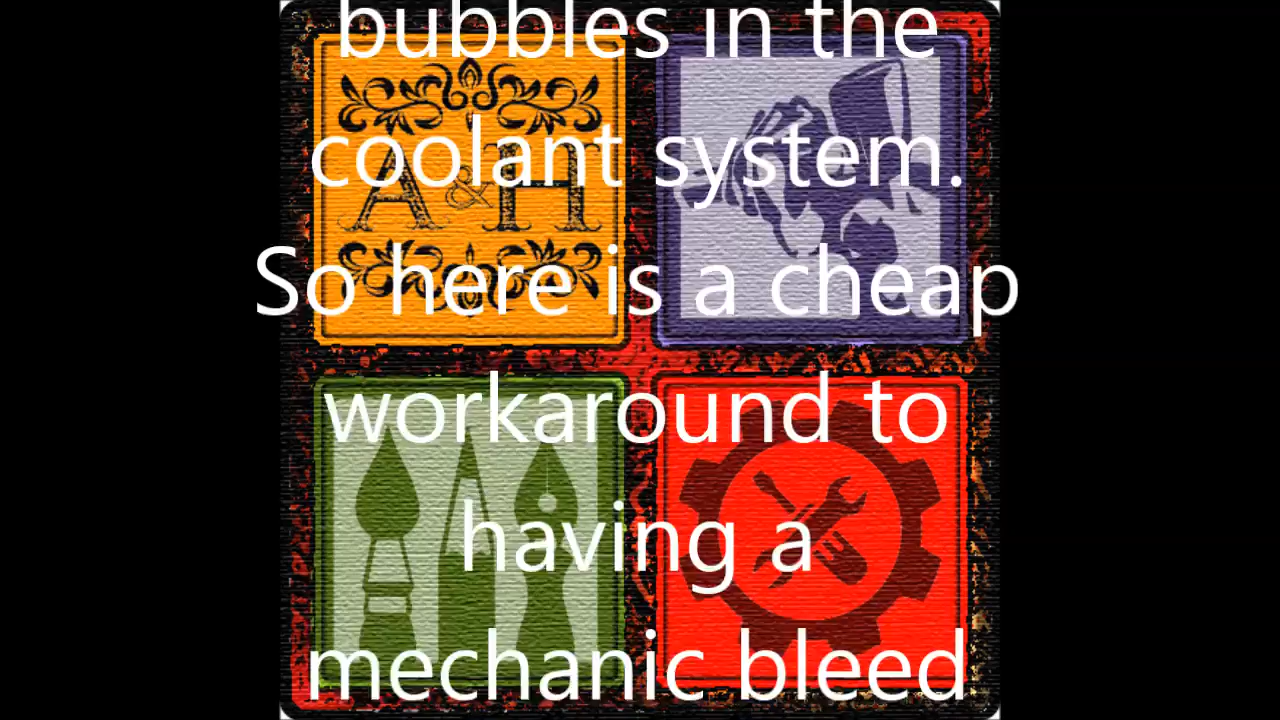 bubbles in the
coolant system.
A & H
So here is a cheap
workaround to
having a
mechanic bleed